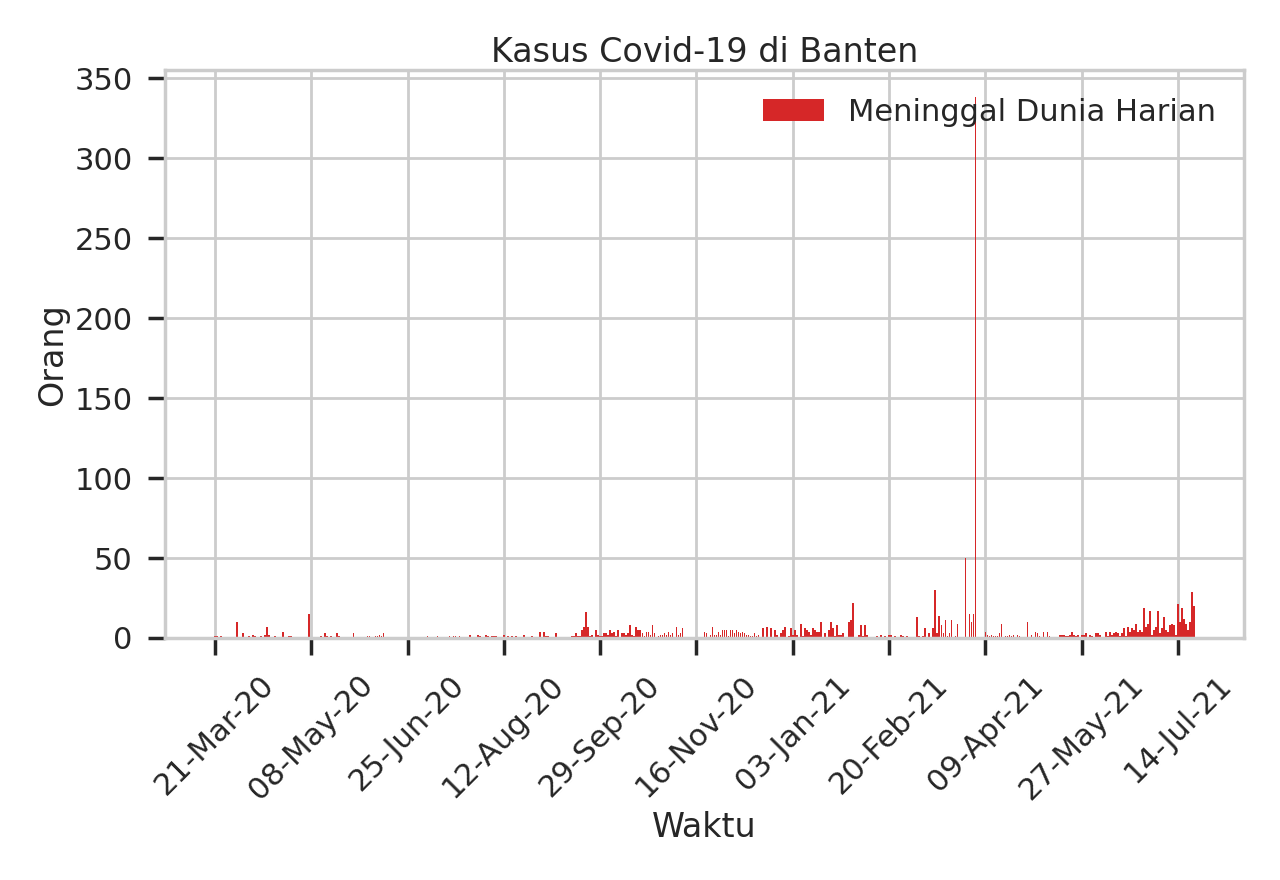 Kasus Covid-19 di Banten
Meninggal Dunia Harian
Orang
350
300
250
200
150
100
50
0
21-Mar-20
08-May-20
25-Jun-20
12-Aug-20
29-Sep-20
16-Nov-20
03-Jan-21
20-Feb-21
09-Apr-21
27-May-21
14-Jul-21
Waktu